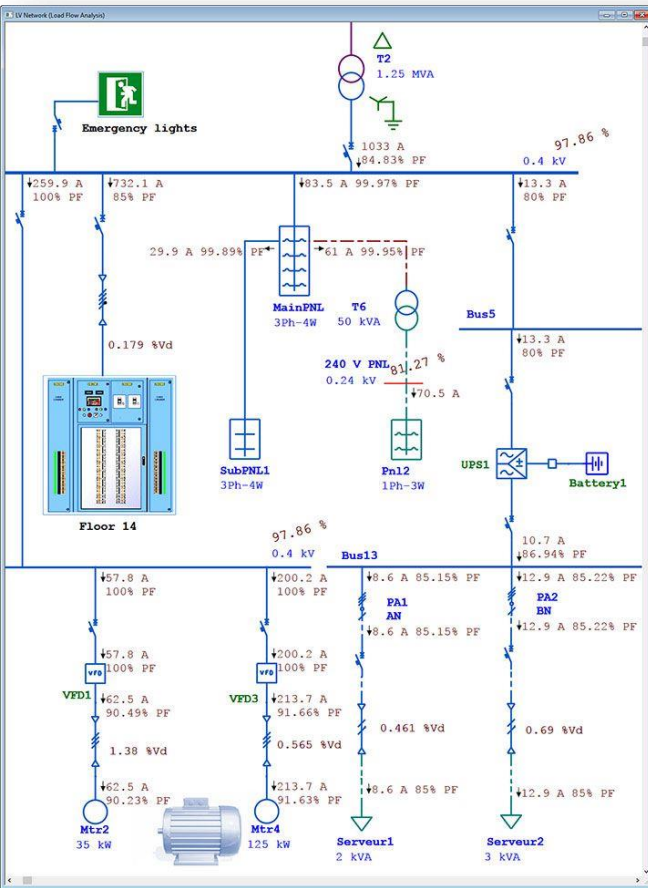 LV Network (Load Flow Analysis)
T2
1.25 MVA
Emergency lights
1033 A
84.83% PF
97.86 %
0.4 kV
259.9 A
100% PF
732.1 A
85% PF
83.5 A 99.97% PF
13.3 A
80% PF
29.9 A 99.89% PF
61 A 99.95% PF
MainPNL
3Ph-4W
T6
50 kVA
Bus5
0.179 %Vd
13.3 A
80% PF
240 V PNL
0.24 kV
81.27 %
70.5 A
SubPNL1
3Ph-4W
Pnl2
1Ph-3W
UPS1
Battery1
Floor 14
97.86 %
0.4 kV
Bus13
10.7 A
86.94% PF
57.8 A
100% PF
200.2 A
100% PF
8.6 A 85.15% PF
12.9 A 85.22% PF
PA1
AN
PA2
BN
8.6 A 85.15% PF
12.9 A 85.22% PF
57.8 A
100% PF
200.2 A
100% PF
VFD
VFD
VFD1
62.5 A
90.49% PF
VFD3
213.7 A
91.66% PF
1.38 %Vd
0.565 %Vd
0.461 %Vd
0.69 %Vd
62.5 A
90.23% PF
213.7 A
91.63% PF
8.6 A 85% PF
12.9 A 85% PF
Mtr2
35 kW
Mtr4
125 kW
Serveur1
2 kVA
Serveur2
3 kVA